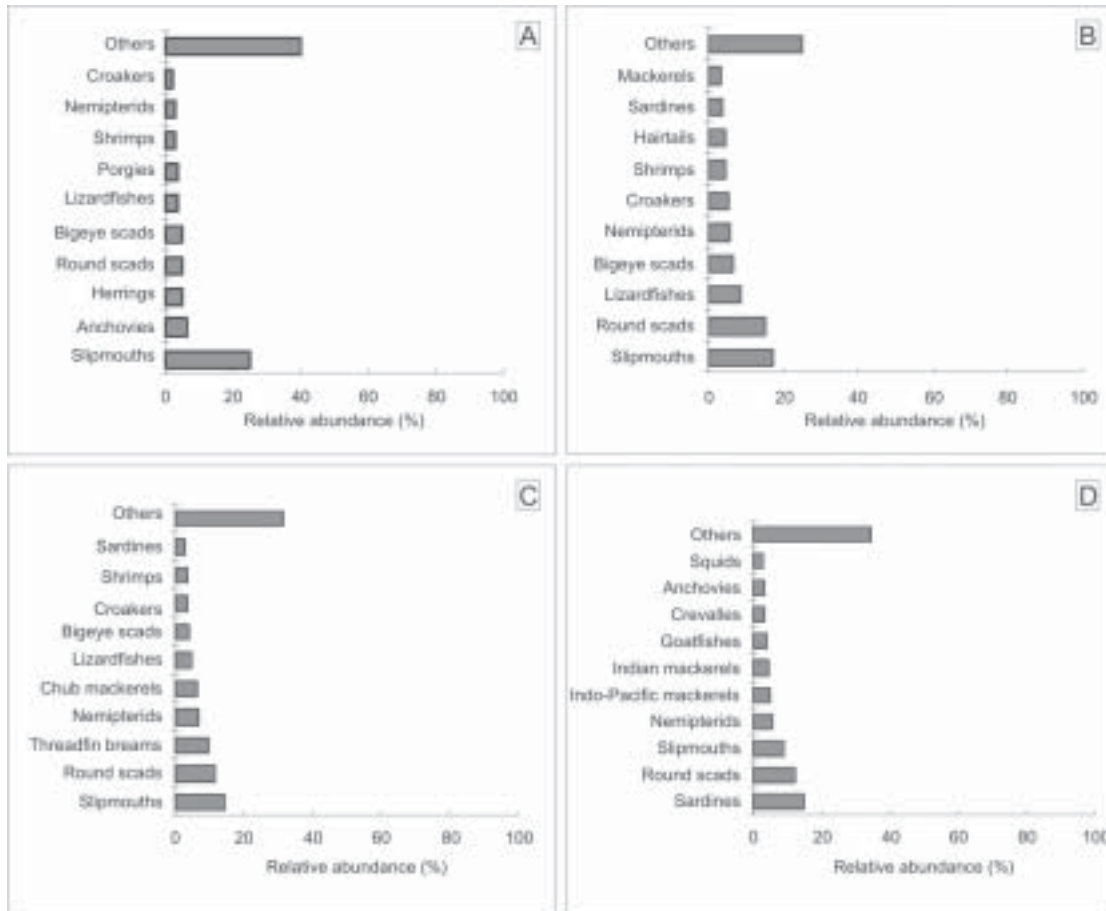 A
Others
Croakers
Nemipterids
Shrimps
Porgies
Lizardfishes
Bigeye scads
Round scads
Herrings
Anchovies
Slipmouths
0 20 40 60 80 100
Relative abundance (%)
B
Others
Mackerels
Sardines
Hairtails
Shrimps
Croakers
Nemipterids
Bigeye scads
Lizardfishes
Round scads
Slipmouths
0 20 40 60 80 100
Relative abundance (%)
C
Others
Sardines
Shrimps
Croakers
Bigeye scads
Lizardfishes
Chub mackerels
Nemipterids
Threadfin breams
Round scads
Slipmouths
0 20 40 60 80 100
Relative abundance (%)
D
Others
Squids
Anchovies
Crevalles
Goatfishes
Indian mackerels
Indo-Pacific mackerels
Nemipterids
Slipmouths
Round scads
Sardines
0 20 40 60 80 100
Relative abundance (%)